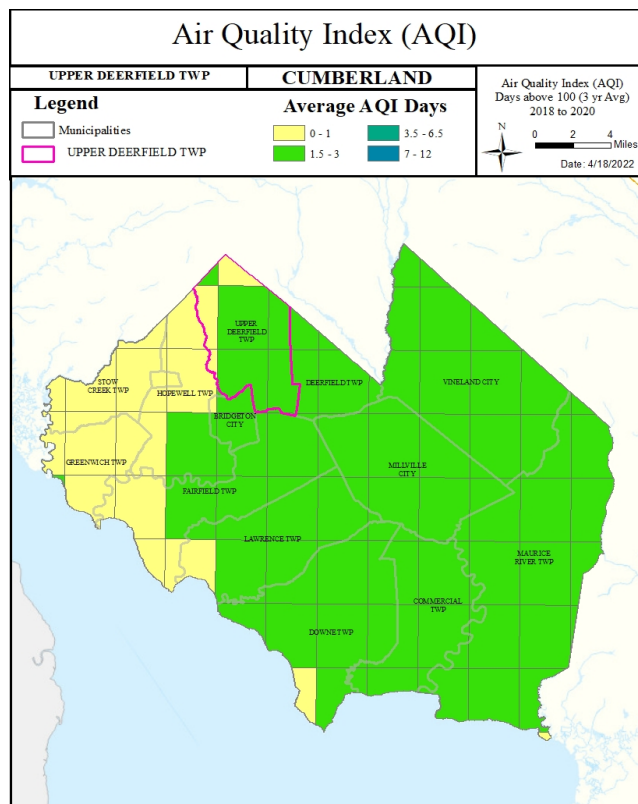 Air Quality Index (AQI)
UPPER DEERFIELD TWP
CUMBERLAND
Legend
Municipalities
UPPER DEERFIELD TWP
Average AQI Days
0 - 1
3.5 - 6.5
1.5 - 3
7 - 12
Air Quality Index (AQI)
Days above 100 (3 yr Avg)
2018 to 2020
N
0 2 4
Miles
Date: 4/18/2022
UPPER
DEERFIELD
TWP
STOW
CREEK TWP
HOPEWELL TWP
DEERFIELD TWP
VINELAND CITY
BRIDGETON
CITY
GREENWICH TWP
MILLVILLE
CITY
FAIRFIELD TWP
LAWRENCE TWP
MAURICE
RIVER TWP
COMMERCIAL
TWP
DOWNE TWP